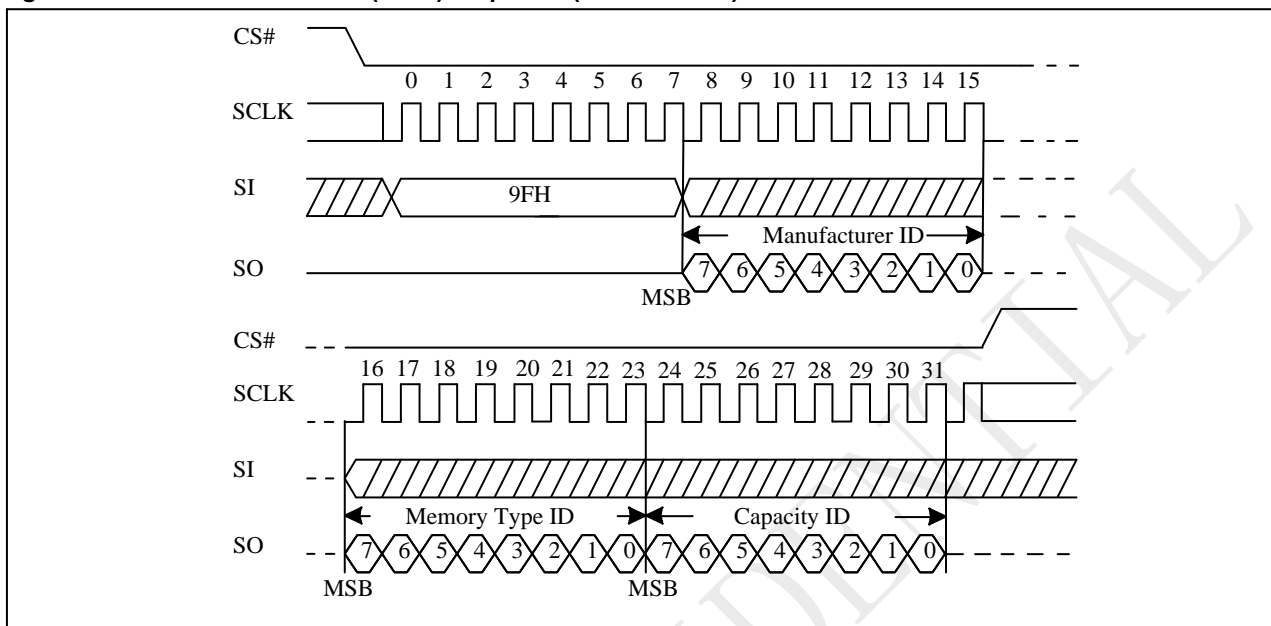 CS#
0 1 2 3 4 5 6 7 8 9 10 11 12 13 14 15
SCLK
SI
9FH
Manufacturer ID
SO
7 6 5 4 3 2 1 0
MSB
CS#
16 17 18 19 20 21 22 23 24 25 26 27 28 29 30 31
SCLK
SI
Memory Type ID Capacity ID
SO
7 6 5 4 3 2 1 0 7 6 5 4 3 2 1 0
MSB MSB